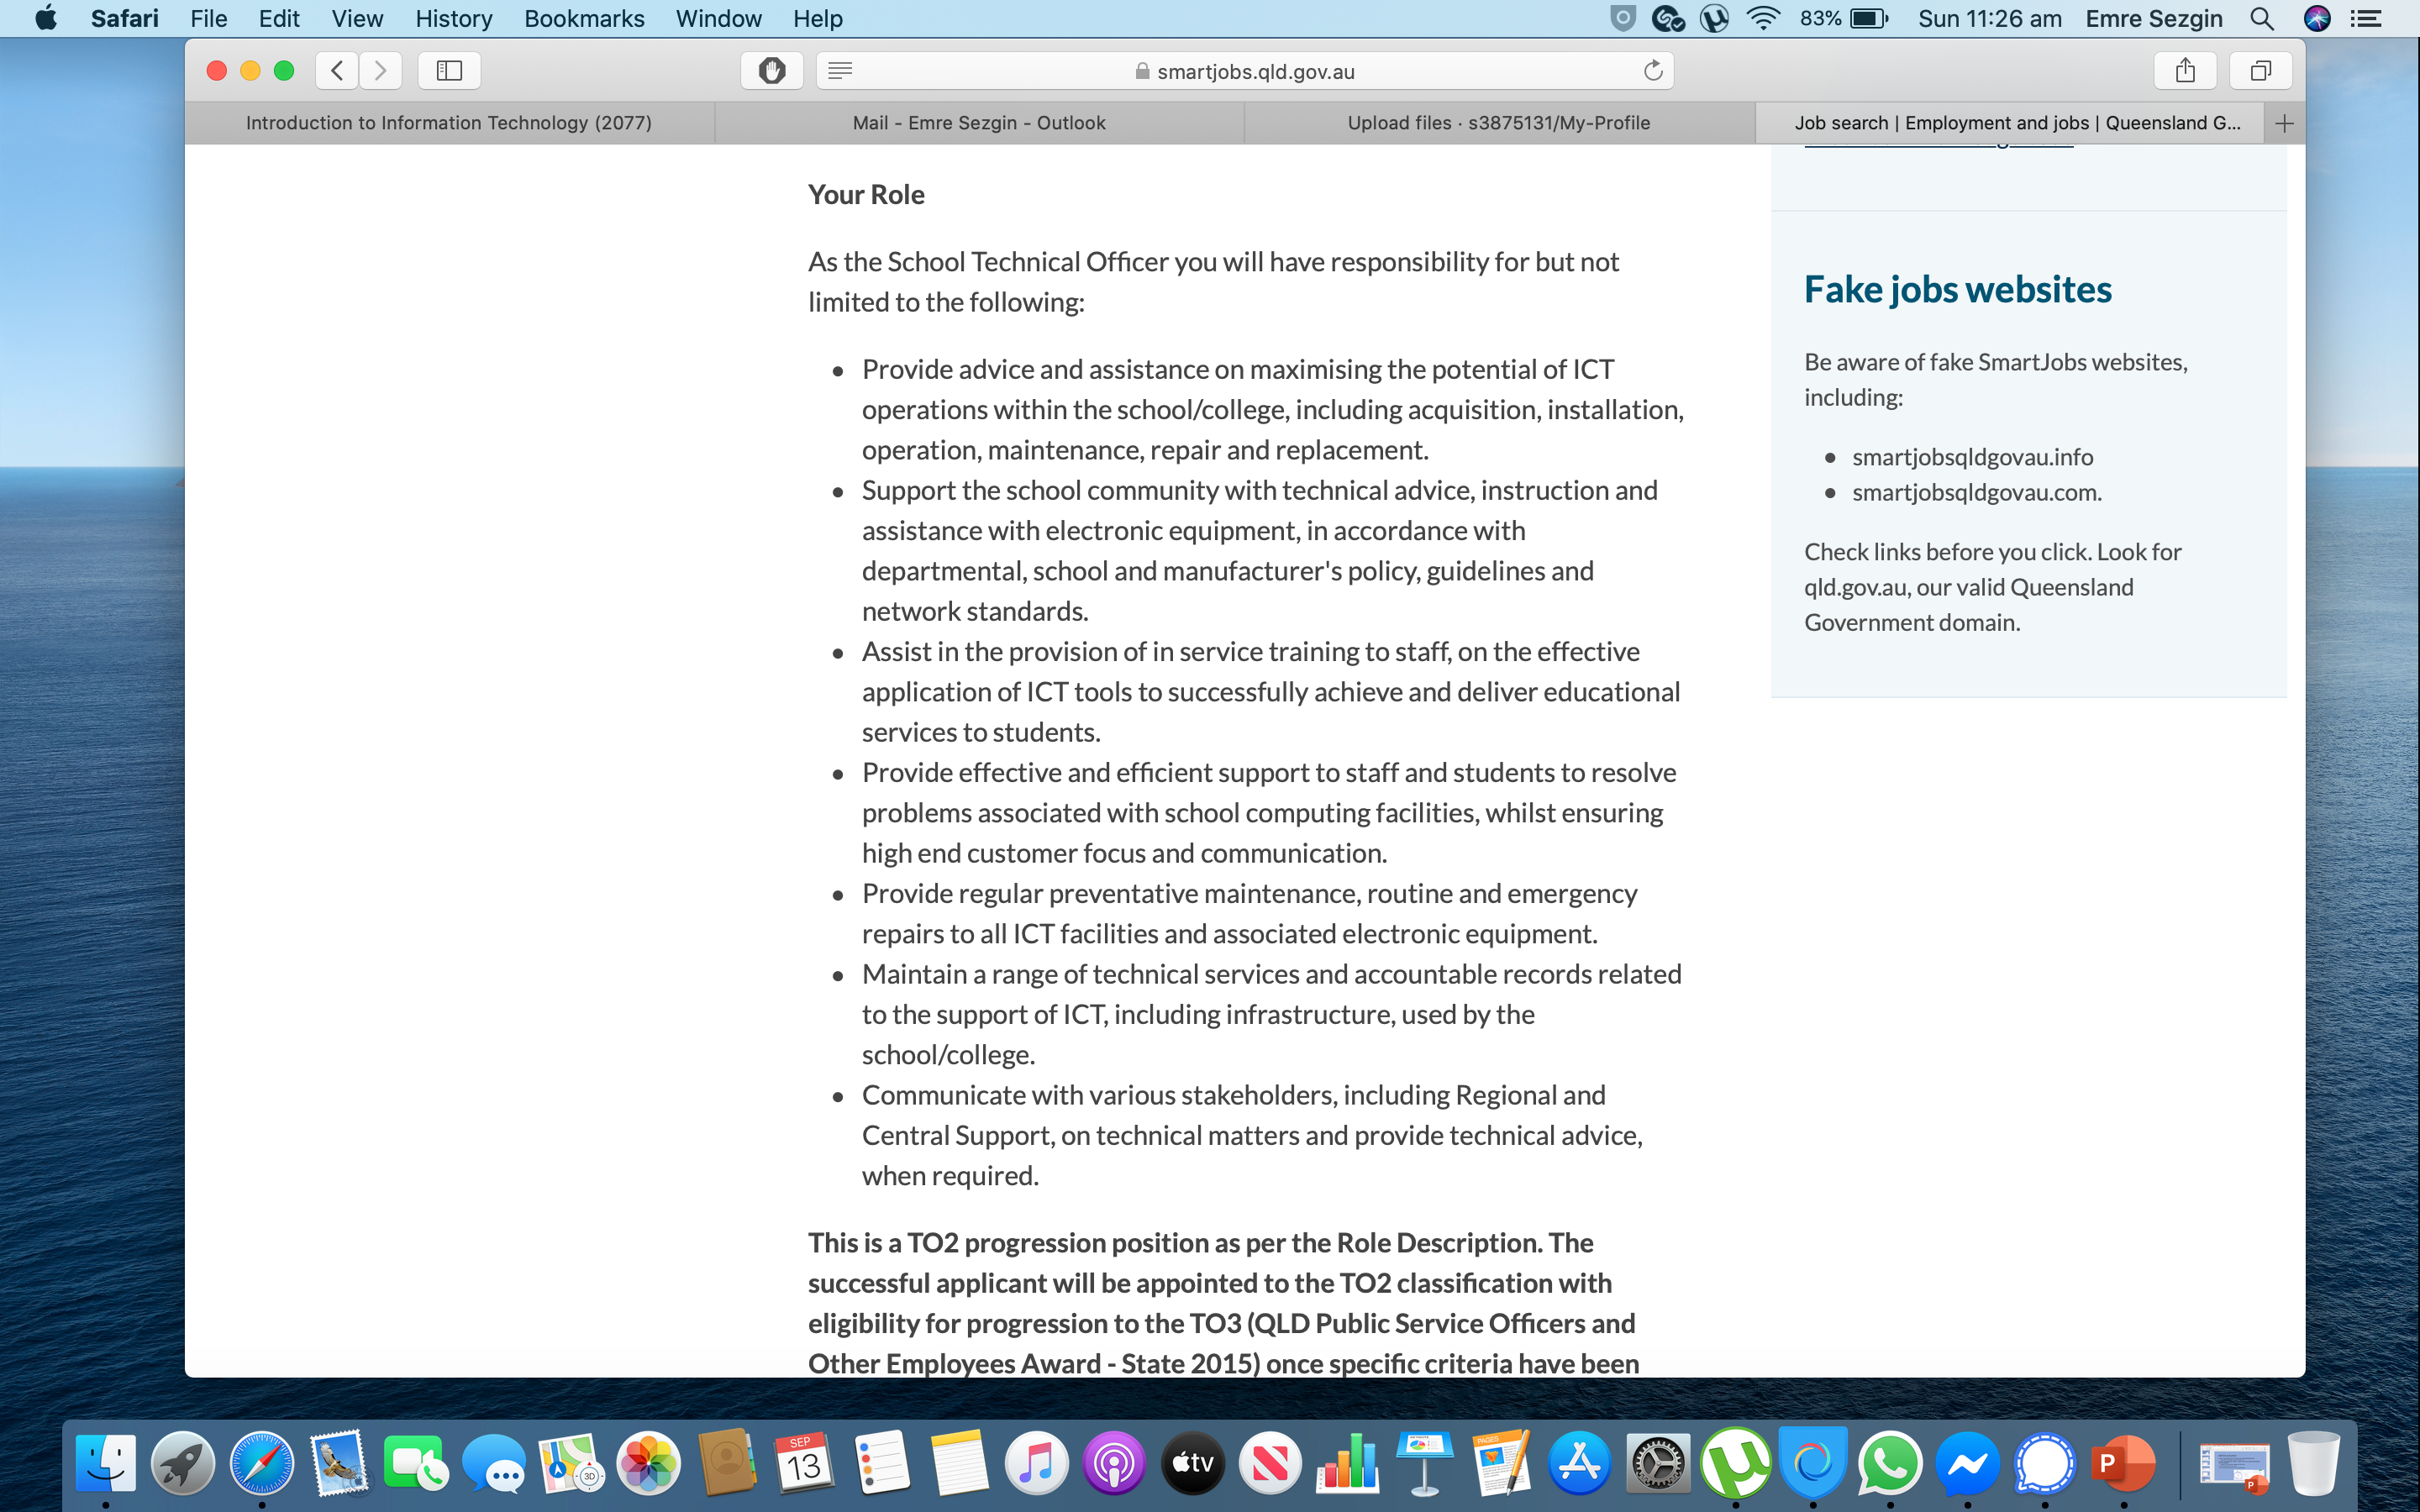 Safari File Edit View History Bookmarks Window Help 83% Sun 11:26 am Emre Sezgin
smartjobs.qld.gov.au
Introduction to Information Technology (2077) Mail - Emre Sezgin - Outlook Upload files · s3875131/My-Profile Job search | Employment and jobs | Queensland G...
Your Role
As the School Technical Officer you will have responsibility for but not
limited to the following:
• Provide advice and assistance on maximising the potential of ICT
operations within the school/college, including acquisition, installation,
operation, maintenance, repair and replacement.
• Support the school community with technical advice, instruction and
assistance with electronic equipment, in accordance with
departmental, school and manufacturer's policy, guidelines and
network standards.
• Assist in the provision of in service training to staff, on the effective
application of ICT tools to successfully achieve and deliver educational
services to students.
• Provide effective and efficient support to staff and students to resolve
problems associated with school computing facilities, whilst ensuring
high end customer focus and communication.
• Provide regular preventative maintenance, routine and emergency
repairs to all ICT facilities and associated electronic equipment.
• Maintain a range of technical services and accountable records related
to the support of ICT, including infrastructure, used by the
school/college.
• Communicate with various stakeholders, including Regional and
Central Support, on technical matters and provide technical advice,
when required.
This is a TO2 progression position as per the Role Description. The
successful applicant will be appointed to the TO2 classification with
eligibility for progression to the TO3 (QLD Public Service Officers and
Other Employees Award - State 2015) once specific criteria have been
Fake jobs websites
Be aware of fake SmartJobs websites,
including:
• smartjobsqldgovau.info
• smartjobsqldgovau.com.
Check links before you click. Look for
qld.gov.au, our valid Queensland
Government domain.
3D
SEP
13
tv
PAGES
P